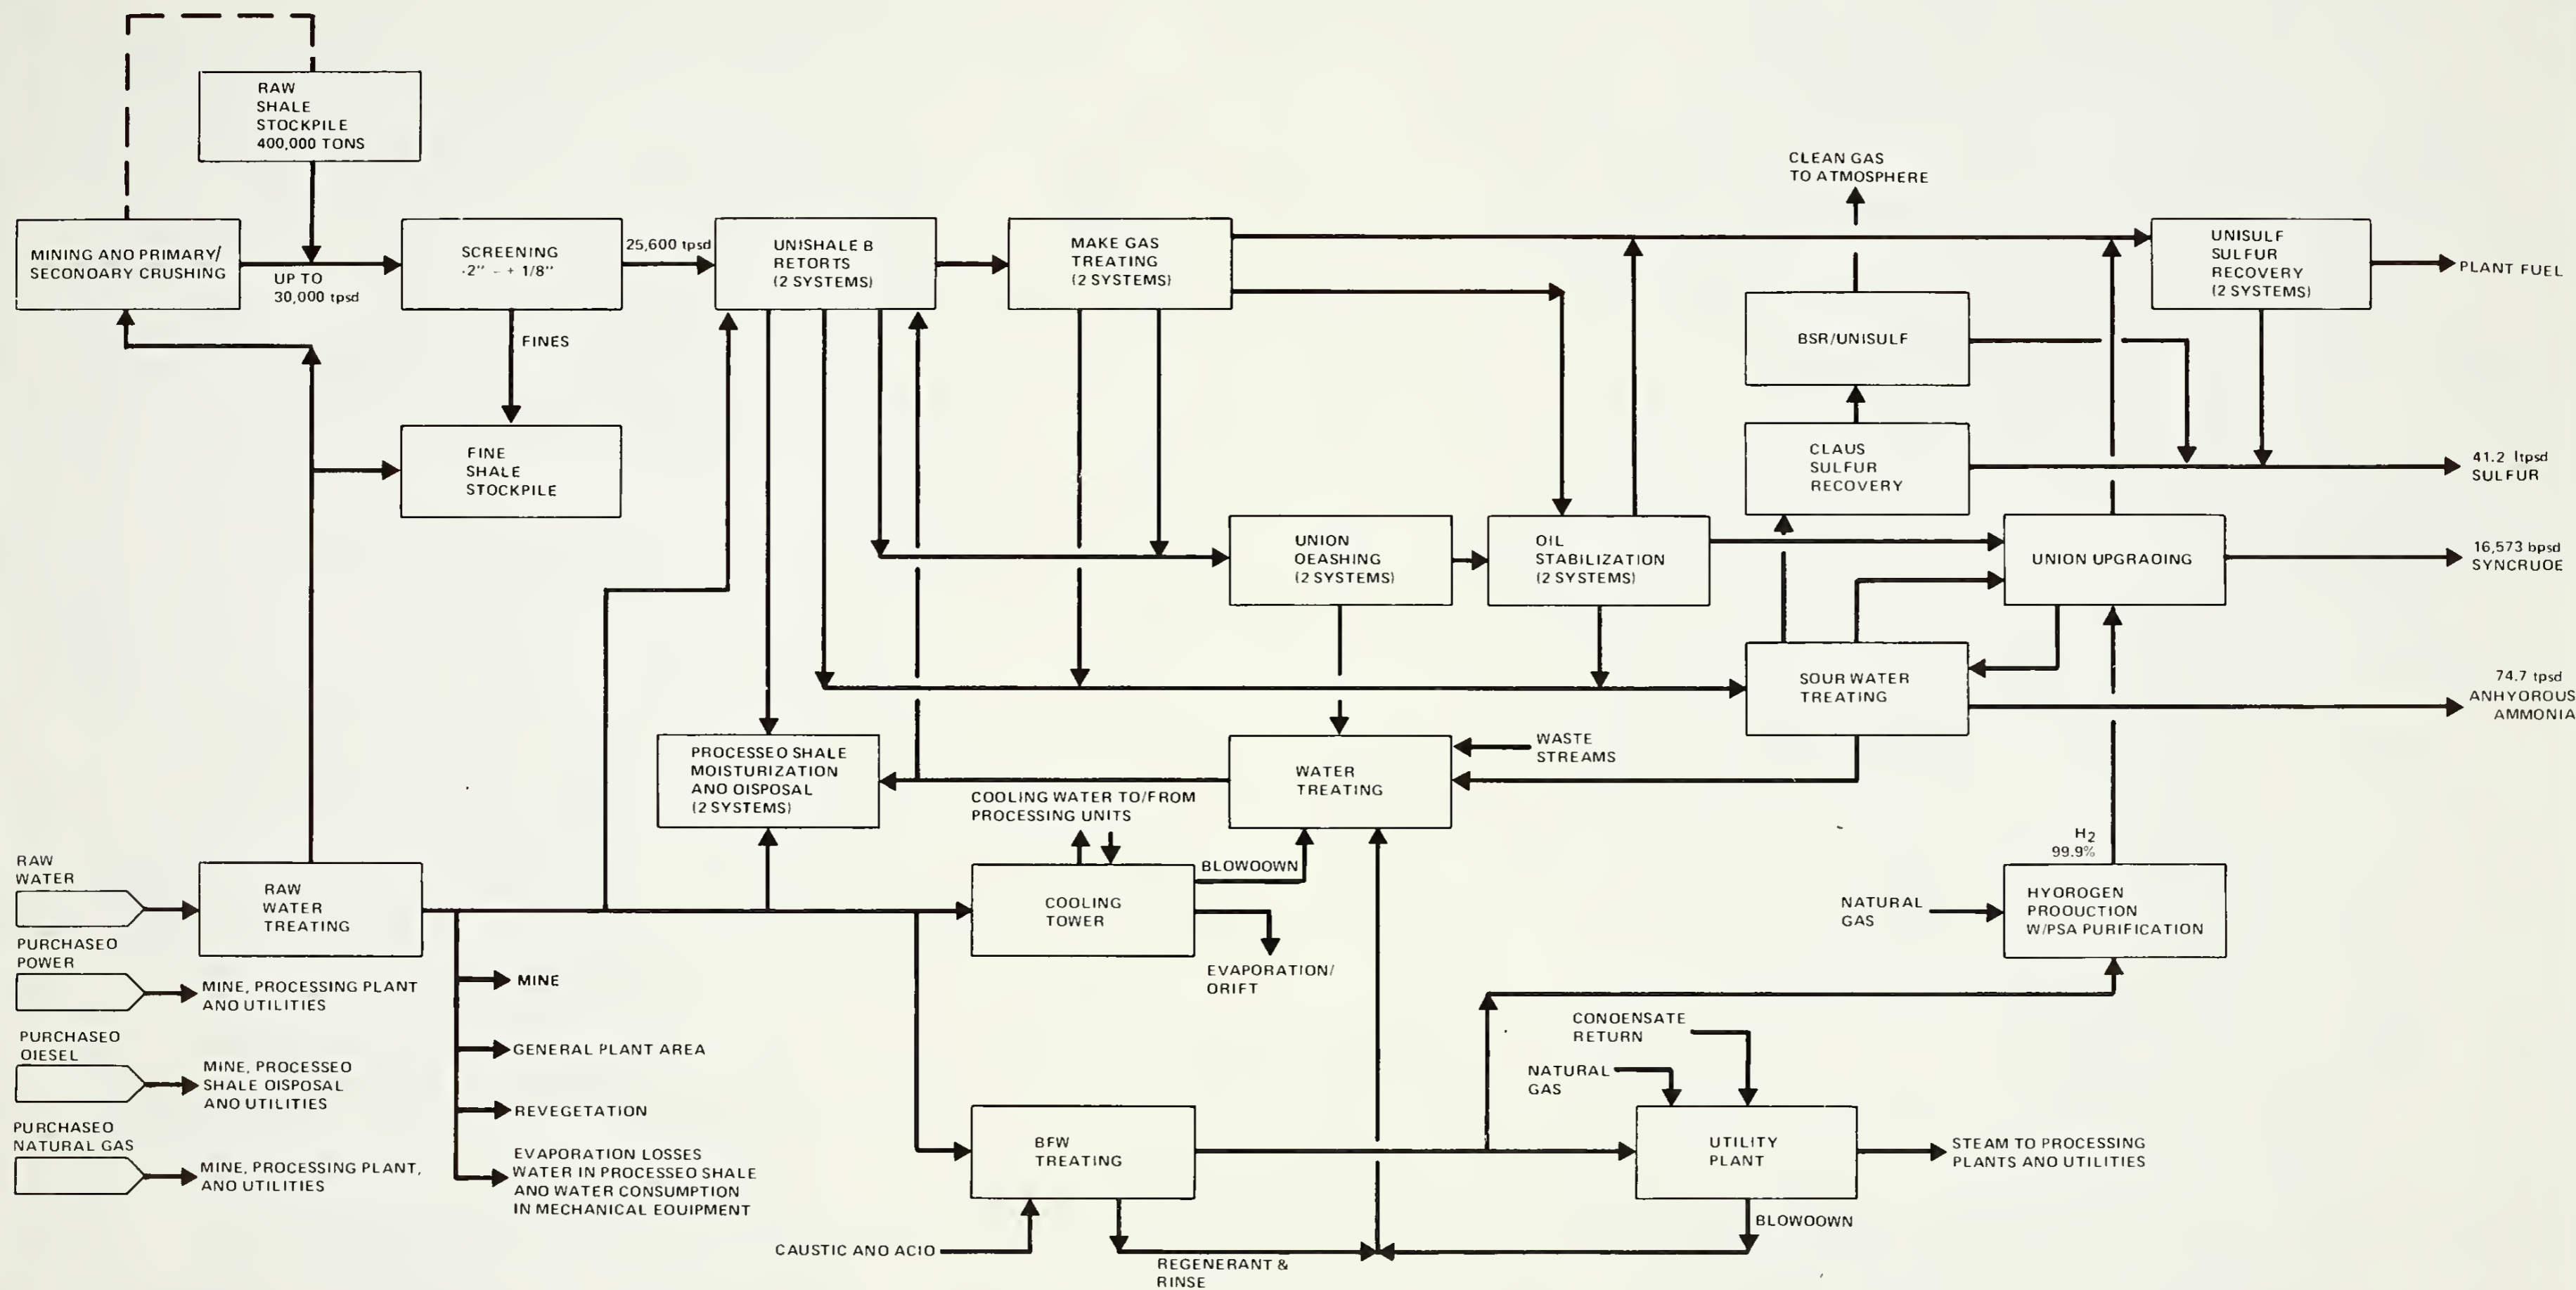 RAW
SHALE
STOCKPILE
400,000 TONS
CLEAN GAS
TO ATMOSPHERE
MINING AND PRIMARY/
SECONOARY CRUSHING
UP TO
30,000 tpsd
SCREENING
-2" - + 1/8"
25,600 tpsd
UNISHALE B
RETORTS
(2 SYSTEMS)
MAKE GAS
TREATING
(2 SYSTEMS)
UNISULF
SULFUR
RECOVERY
(2 SYSTEMS)
PLANT FUEL
FINES
BSR/UNISULF
FINE
SHALE
STOCKPILE
CLAUS
SULFUR
RECOVERY
41.2 ltpsd
SULFUR
UNION
OEASHING
(2 SYSTEMS)
OIL
STABILIZATION
(2 SYSTEMS)
UNION UPGRAOING
16,573 bpsd
SYNCRUOE
SOUR WATER
TREATING
74.7 tpsd
ANHYOROUS
AMMONIA
PROCESSEO SHALE
MOISTURIZATION
ANO OISPOSAL
(2 SYSTEMS)
WATER
TREATING
WASTE
STREAMS
COOLING WATER TO/FROM
PROCESSING UNITS
RAW
WATER
RAW
WATER
TREATING
COOLING
TOWER
BLOWOOWN
EVAPORATION/
ORIFT
H2
99.9%
NATURAL
GAS
HYOROGEN
PROOUCTION
W/PSA PURIFICATION
PURCHASEO
POWER
MINE, PROCESSING PLANT
ANO UTILITIES
MINE
PURCHASEO
OIESEL
MINE, PROCESSEO
SHALE OISPOSAL
ANO UTILITIES
GENERAL PLANT AREA
REVEGETATION
PURCHASEO
NATURAL GAS
MINE, PROCESSING PLANT,
ANO UTILITIES
EVAPORATION LOSSES
WATER IN PROCESSEO SHALE
ANO WATER CONSUMPTION
IN MECHANICAL EQUIPMENT
BFW
TREATING
CONOENSATE
RETURN
NATURAL
GAS
UTILITY
PLANT
STEAM TO PROCESSING
PLANTS ANO UTILITIES
BLOWOOWN
CAUSTIC ANO ACIO
REGENERANT &
RINSE